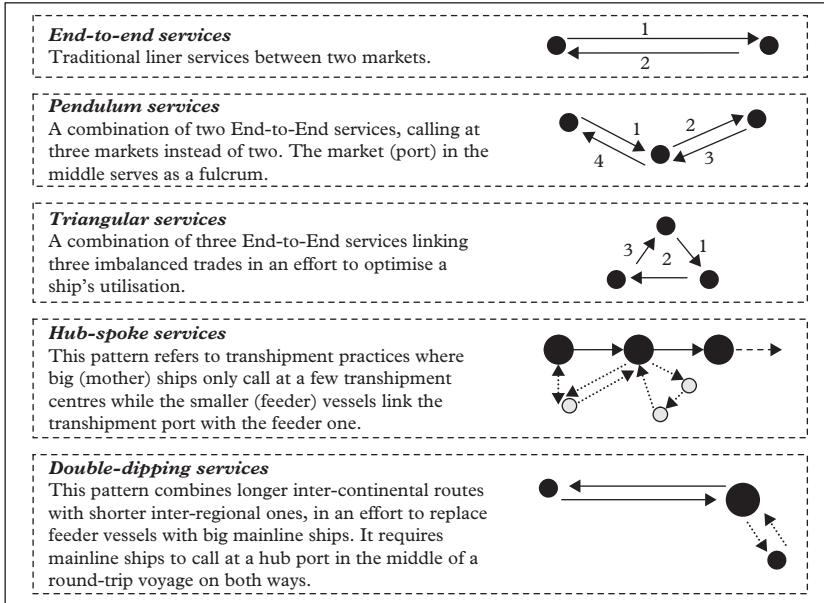 End-to-end services
Traditional liner services between two markets.
1
2
Pendulum services
A combination of two End-to-End services, calling at
three markets instead of two. The market (port) in the
middle serves as a fulcrum.
1
2
3
4
Triangular services
A combination of three End-to-End services linking
three imbalanced trades in an effort to optimise a
ship's utilisation.
3
2
1
Hub-spoke services
This pattern refers to transhipment practices where
big (mother) ships only call at a few transhipment
centres while the smaller (feeder) vessels link the
transhipment port with the feeder one.
Double-dipping services
This pattern combines longer inter-continental routes
with shorter inter-regional ones, in an effort to replace
feeder vessels with big mainline ships. It requires
mainline ships to call at a hub port in the middle of a
round-trip voyage on both ways.